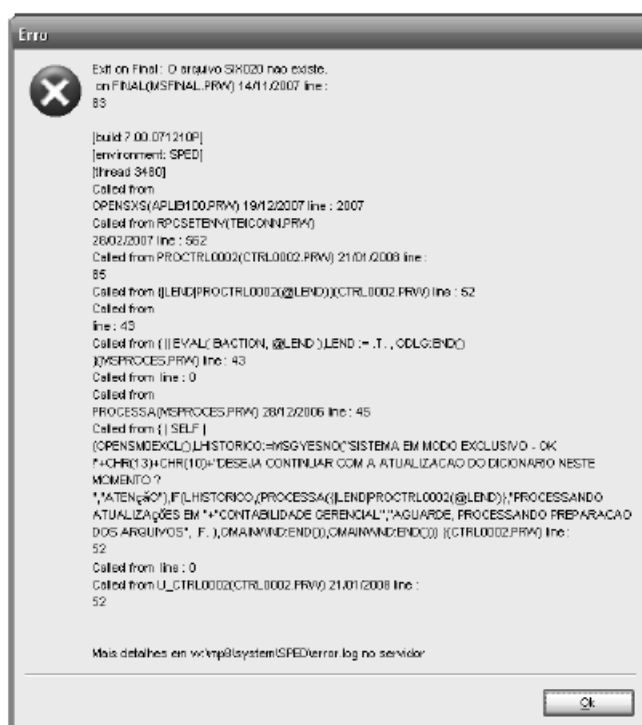 Erro
Exit on Final : O arquivo SIX020 nao existe.
on FINAL(MSFINAL.PRW) 14/11/2007 line :
83
[build 7.00.071210P]
[environment: SPED]
[thread 3480]
Called from
OPENSXS(APLIB100.PRW) 19/12/2007 line : 2007
Called from RPCSETENV(TBICONN.PRW)
28/02/2007 line : 562
Called from PROCTRL0002(CTRL0002.PRW) 21/01/2008 line :
85
Called from {|LEND|PROCTRL0002(@LEND)}(CTRL0002.PRW) line : 52
Called from
line : 43
Called from { || EVAL( BACTION, @LEND ),LEND := .T. , ODLG:END()
}(MSPROCES.PRW) line : 43
Called from line : 0
Called from
PROCESSA(MSPROCES.PRW) 28/12/2006 line : 45
Called from { | SELF |
(OPENSM0EXCL(),LHISTORICO:=MSGYESNO("SISTEMA EM MODO EXCLUSIVO - OK
!"+CHR(13)+CHR(10)+"DESEJA CONTINUAR COM A ATUALIZACAO DO DICIONARIO NESTE
MOMENTO ?
","ATENçãO"),IF(LHISTORICO,(PROCESSA({|LEND|PROCTRL0002(@LEND)},"PROCESSANDO
ATUALIZAçõES EM "+"CONTABILIDADE GERENCIAL","AGUARDE, PROCESSANDO PREPARACAO
DOS ARQUIVOS", .F. ),OMAINWND:END()),OMAINWND:END())) }(CTRL0002.PRW) line :
52
Called from line : 0
Called from U_CTRL0002(CTRL0002.PRW) 21/01/2008 line :
52
Mais detalhes em vx:\mp8\system\SPED\error.log no servidor
Ok